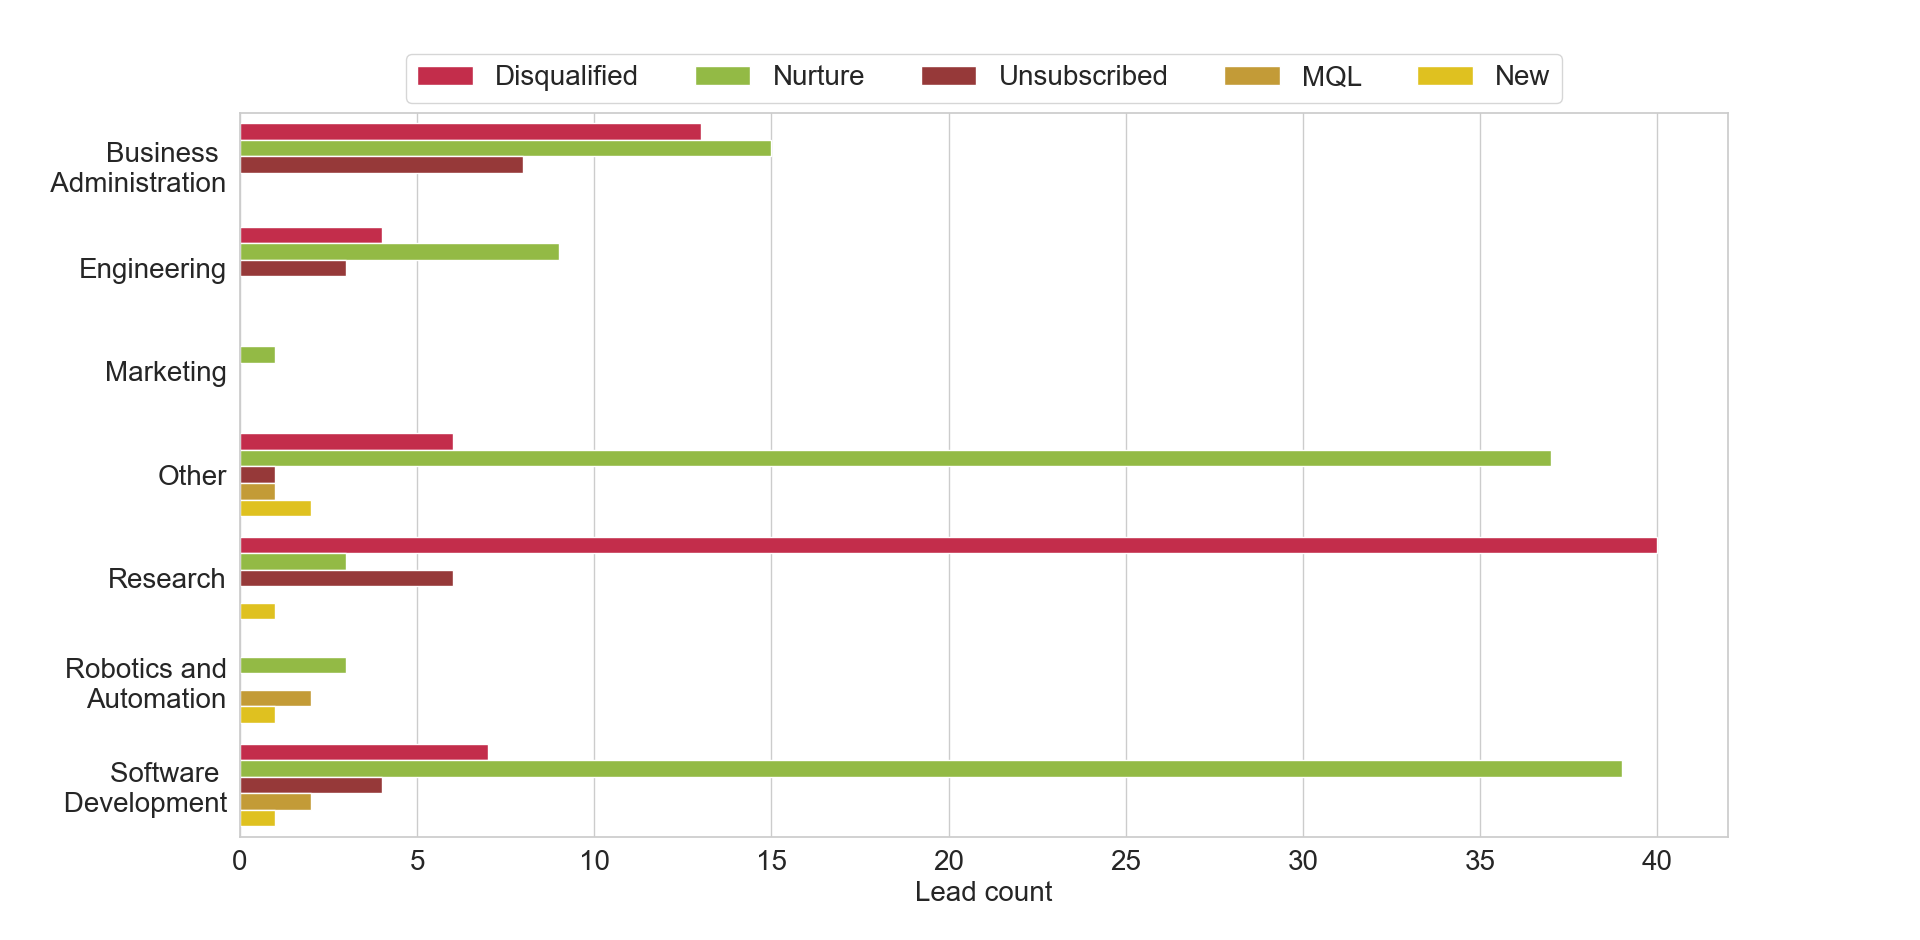 Disqualified Nurture Unsubscribed MQL New
Business
Administration
Engineering
Marketing
Other
Research
Robotics and
Automation
Software
Development
0 5 10 15 20 25 30 35 40
Lead count